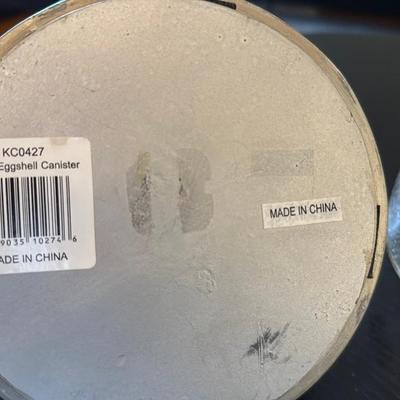 KC0427
Eggshell Canister
9035 10274 6
MADE IN CHINA
ADE IN CHINA